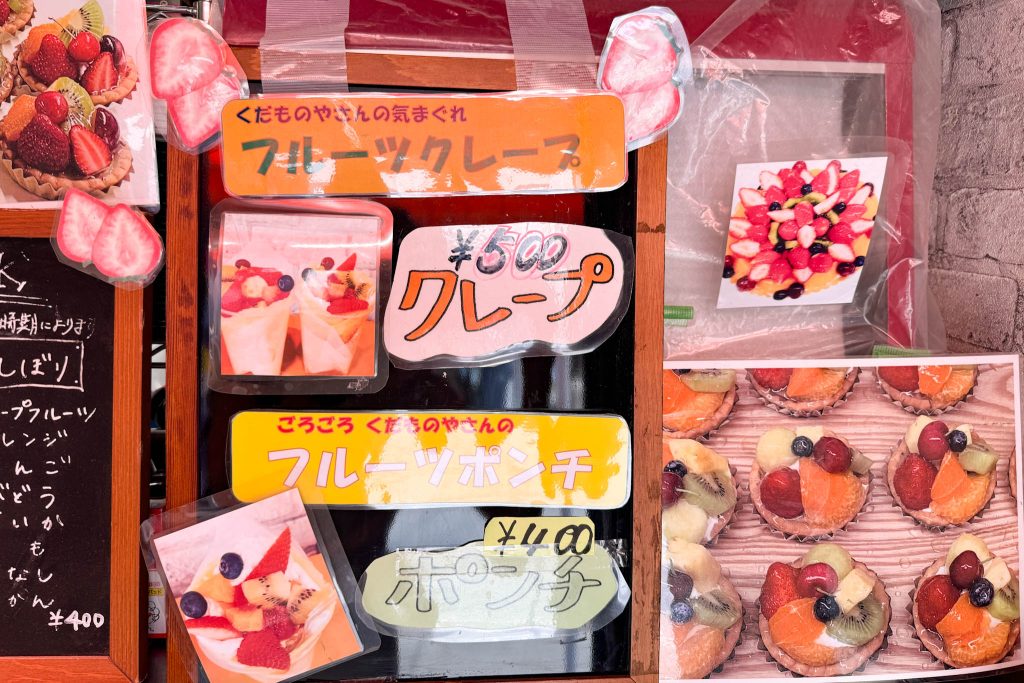 くだものやさんの気まぐれ
フルーツクレープ
¥500
クレープ
ごろごろ くだものやさんの
フルーツポンチ
¥400
ポンチ
時期によります
しぼり
ープフルーツ
レンジ
んご
どう
いか
も
なし
がん
¥400